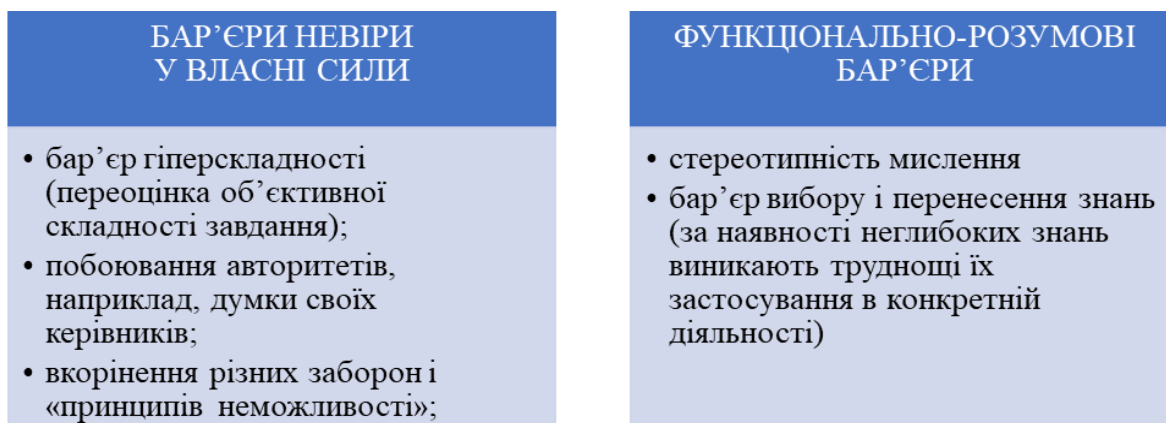 БАР’ЄРИ НЕВІРИ
У ВЛАСНІ СИЛИ
• бар’єр гіперскладності
(переоцінка об’єктивної
складності завдання);
• побоювання авторитетів,
наприклад, думки своїх
керівників;
• вкорінення різних заборон і
«принципів неможливості»;
ФУНКЦІОНАЛЬНО-РОЗУМОВІ
БАР’ЄРИ
• стереотипність мислення
• бар’єр вибору і перенесення знань
(за наявності неглибоких знань
виникають труднощі їх
застосування в конкретній
діяльності)